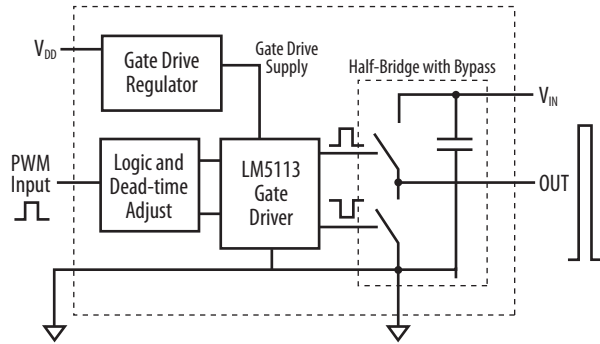 V_DD
Gate Drive
Regulator
Gate Drive
Supply
Half-Bridge with Bypass
V_IN
PWM
Input
Logic and
Dead-time
Adjust
LM5113
Gate
Driver
OUT